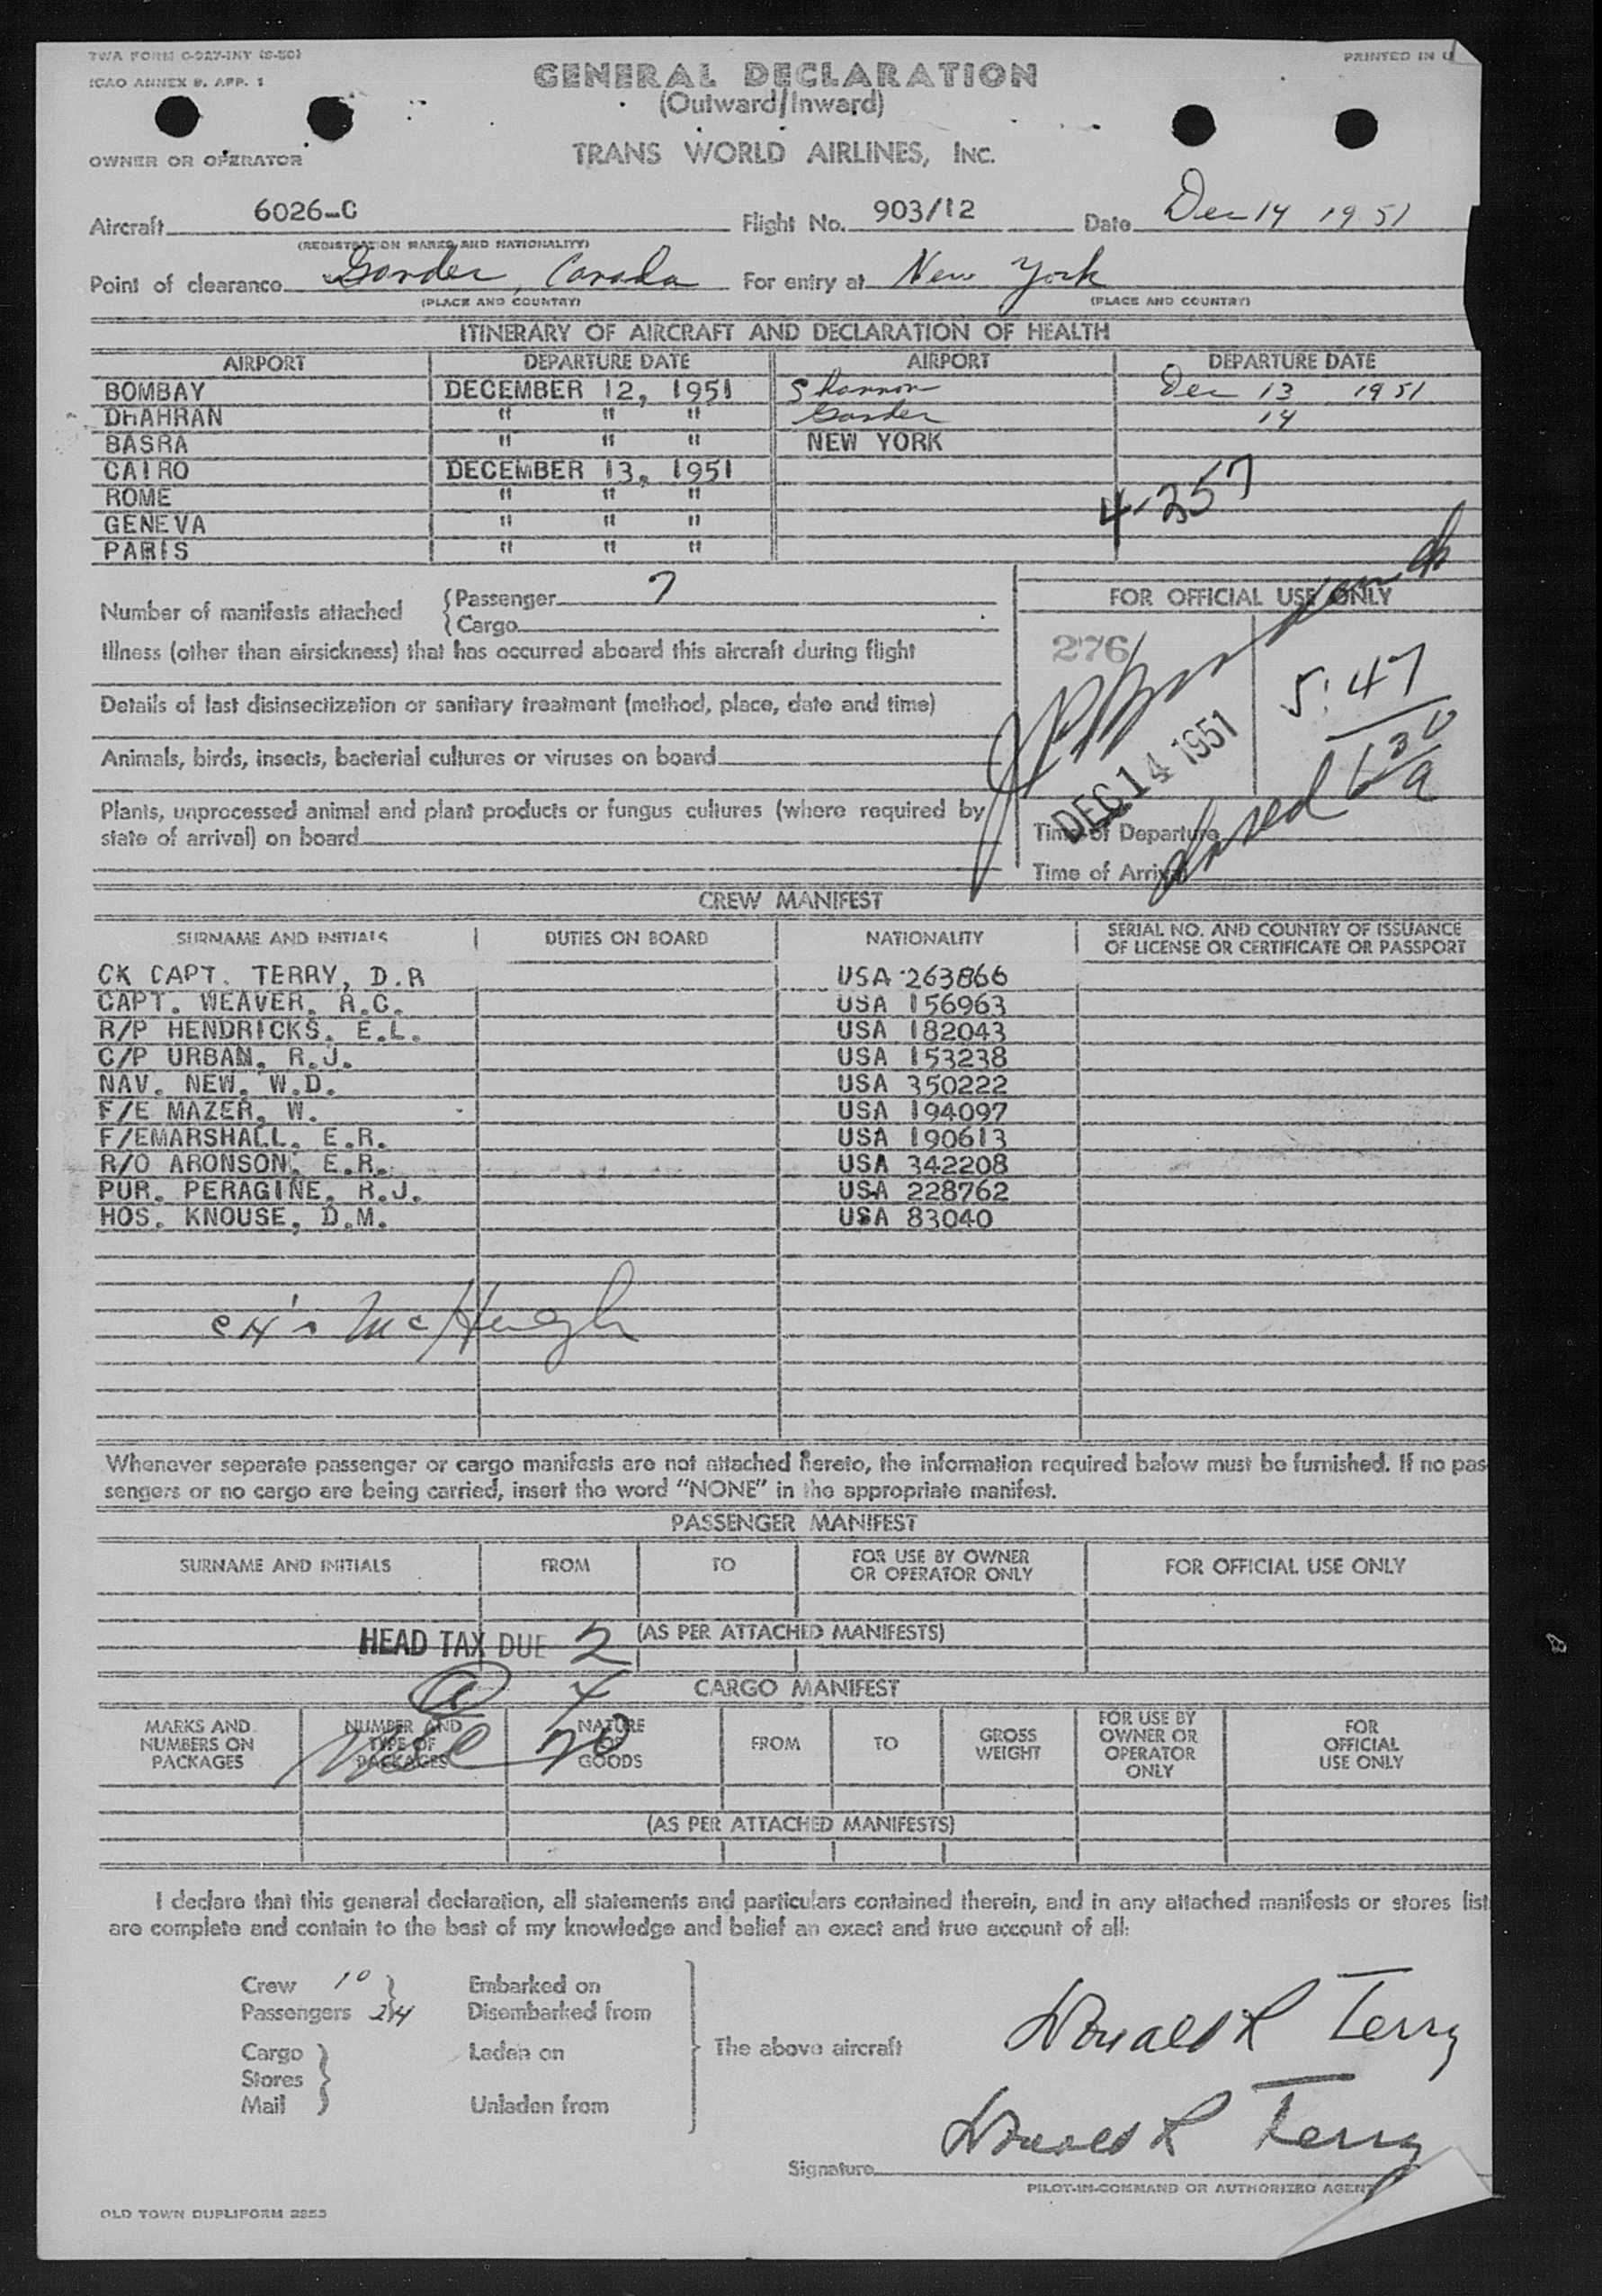 TWA FORM C-027-INT (8-50)
PRINTED IN U
ICAO ANNEX 9, APP. 1
GENERAL DECLARATION
(Outward/Inward)
OWNER OR OPERATOR
TRANS WORLD AIRLINES, INC.
Aircraft 6026-C Flight No. 903/12 Date Dec 14 1951
(REGISTRATION MARKS AND NATIONALITY)
Point of clearance Gander, Canada For entry at New York
(PLACE AND COUNTRY) (PLACE AND COUNTRY)
ITINERARY OF AIRCRAFT AND DECLARATION OF HEALTH
AIRPORT DEPARTURE DATE AIRPORT DEPARTURE DATE
BOMBAY DECEMBER 12, 1951 Shannon Dec 13 1951
DHAHRAN " " " Gander 14
BASRA " " " NEW YORK
CAIRO DECEMBER 13, 1951
ROME " " "
GENEVA " " "
PARIS " " "
4-257
Number of manifests attached
{Passenger 7
{Cargo
FOR OFFICIAL USE ONLY
276
5:47
Illness (other than airsickness) that has occurred aboard this aircraft during flight
Details of last disinsectization or sanitary treatment (method, place, date and time)
DEC 14 1951
630
a
Animals, birds, insects, bacterial cultures or viruses on board
Plants, unprocessed animal and plant products or fungus cultures (where required by
state of arrival) on board
Time of Departure
Time of Arrival
CREW MANIFEST
SURNAME AND INITIALS DUTIES ON BOARD NATIONALITY SERIAL NO. AND COUNTRY OF ISSUANCE
OF LICENSE OR CERTIFICATE OR PASSPORT
CK CAPT. TERRY, D.R USA 263866
CAPT. WEAVER, R.C. USA 156963
R/P HENDRICKS, E.L. USA 182043
C/P URBAN, R.J. USA 153238
NAV. NEW, W.D. USA 350222
F/E MAZER, W. USA 194097
F/EMARSHALL, E.R. USA 190613
R/O ARONSON, E.R. USA 342208
PUR. PERAGINE, R.J. USA 228762
HOS. KNOUSE, D.M. USA 83040
McHugh
Whenever separate passenger or cargo manifests are not attached hereto, the information required below must be furnished. If no pas-
sengers or no cargo are being carried, insert the word "NONE" in the appropriate manifest.
PASSENGER MANIFEST
SURNAME AND INITIALS FROM TO FOR USE BY OWNER
OR OPERATOR ONLY FOR OFFICIAL USE ONLY
HEAD TAX DUE 2 (AS PER ATTACHED MANIFESTS)
CARGO MANIFEST
MARKS AND
NUMBERS ON
PACKAGES
NUMBER AND
TYPE OF
PACKAGES
NATURE
OF
GOODS
FROM
TO
GROSS
WEIGHT
FOR USE BY
OWNER OR
OPERATOR
ONLY
FOR
OFFICIAL
USE ONLY
(AS PER ATTACHED MANIFESTS)
I declare that this general declaration, all statements and particulars contained therein, and in any attached manifests or stores list
are complete and contain to the best of my knowledge and belief an exact and true account of all:
Crew 10 } Embarked on
Passengers 24 Disembarked from
Cargo } Laden on The above aircraft Donald R Terry
Stores
Mail Unladen from
Donald R Terry
Signature
PILOT-IN-COMMAND OR AUTHORIZED AGENT
OLD TOWN DUPLIFORM 2853